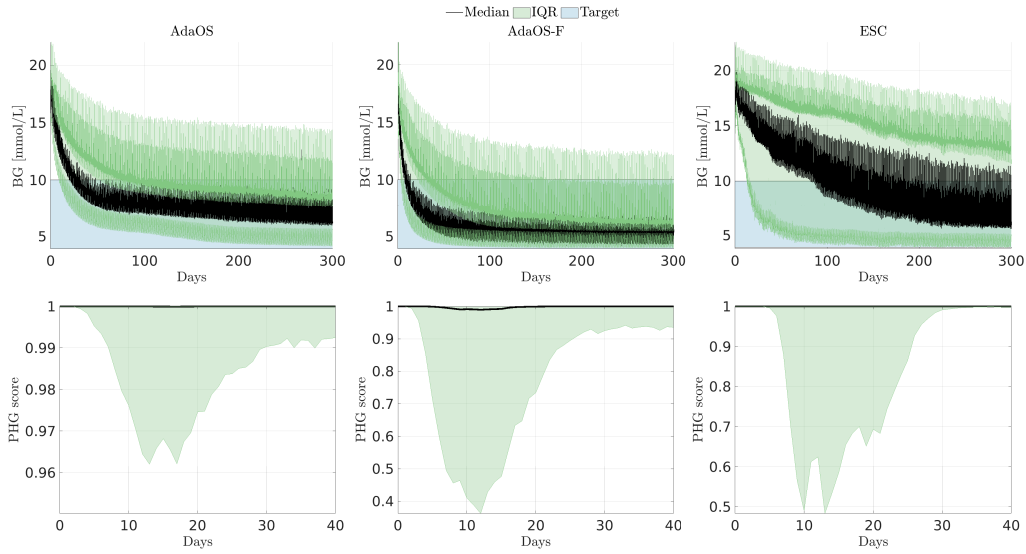 Median IQR Target
AdaOS AdaOS-F ESC
20
15
10
5
BG [mmol/L]
0 100 200 300
Days
20
15
10
5
BG [mmol/L]
0 100 200 300
Days
20
15
10
5
BG [mmol/L]
0 100 200 300
Days
1
0.99
0.98
0.97
0.96
PHG score
0 10 20 30 40
Days
1
0.9
0.8
0.7
0.6
0.5
0.4
PHG score
0 10 20 30 40
Days
1
0.9
0.8
0.7
0.6
0.5
PHG score
0 10 20 30 40
Days